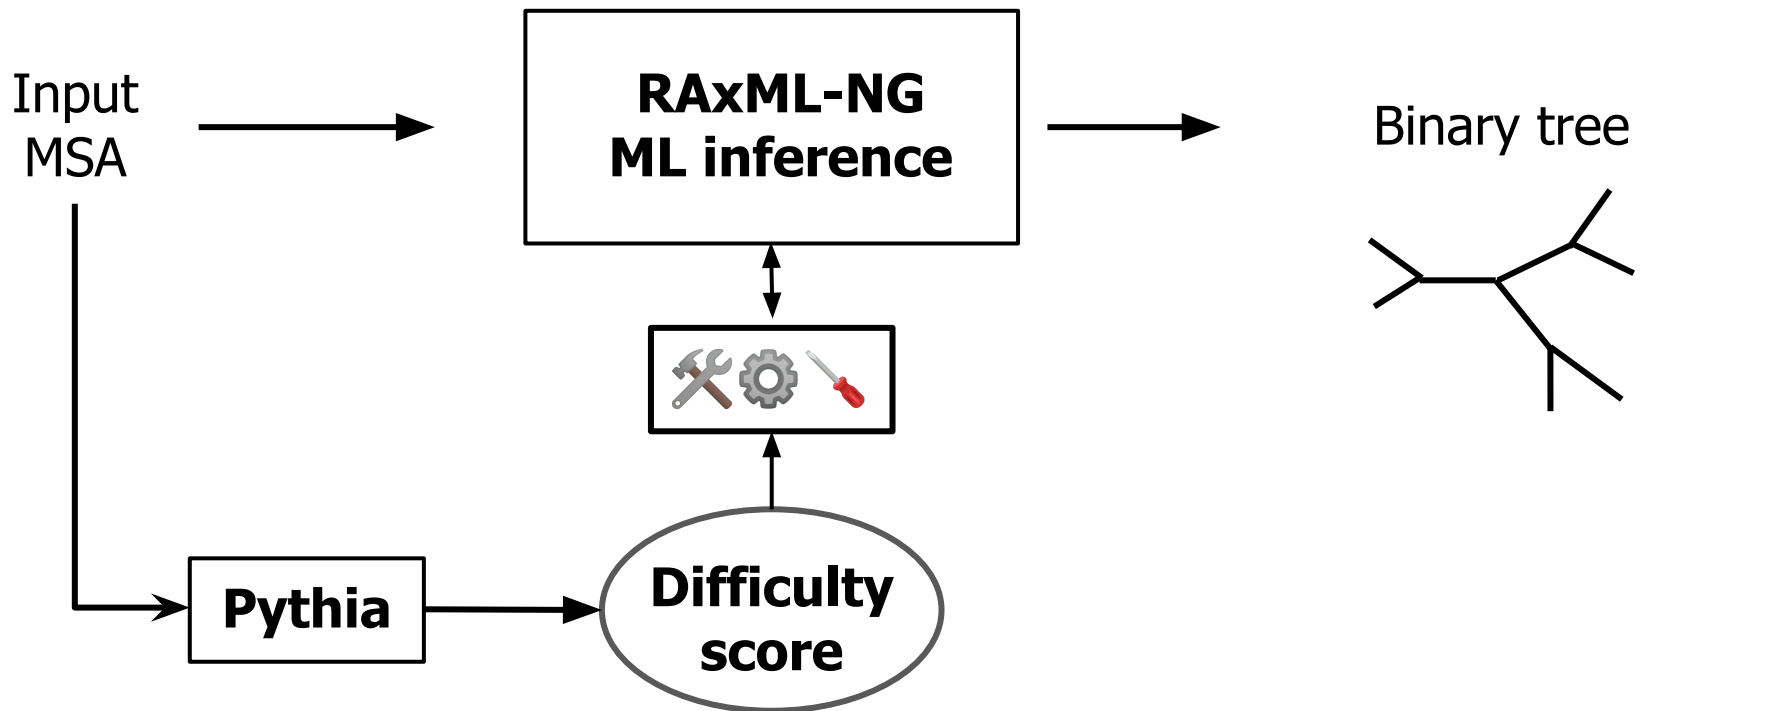 Input
MSA
RAxML-NG
ML inference
Binary tree
Pythia
Difficulty
score